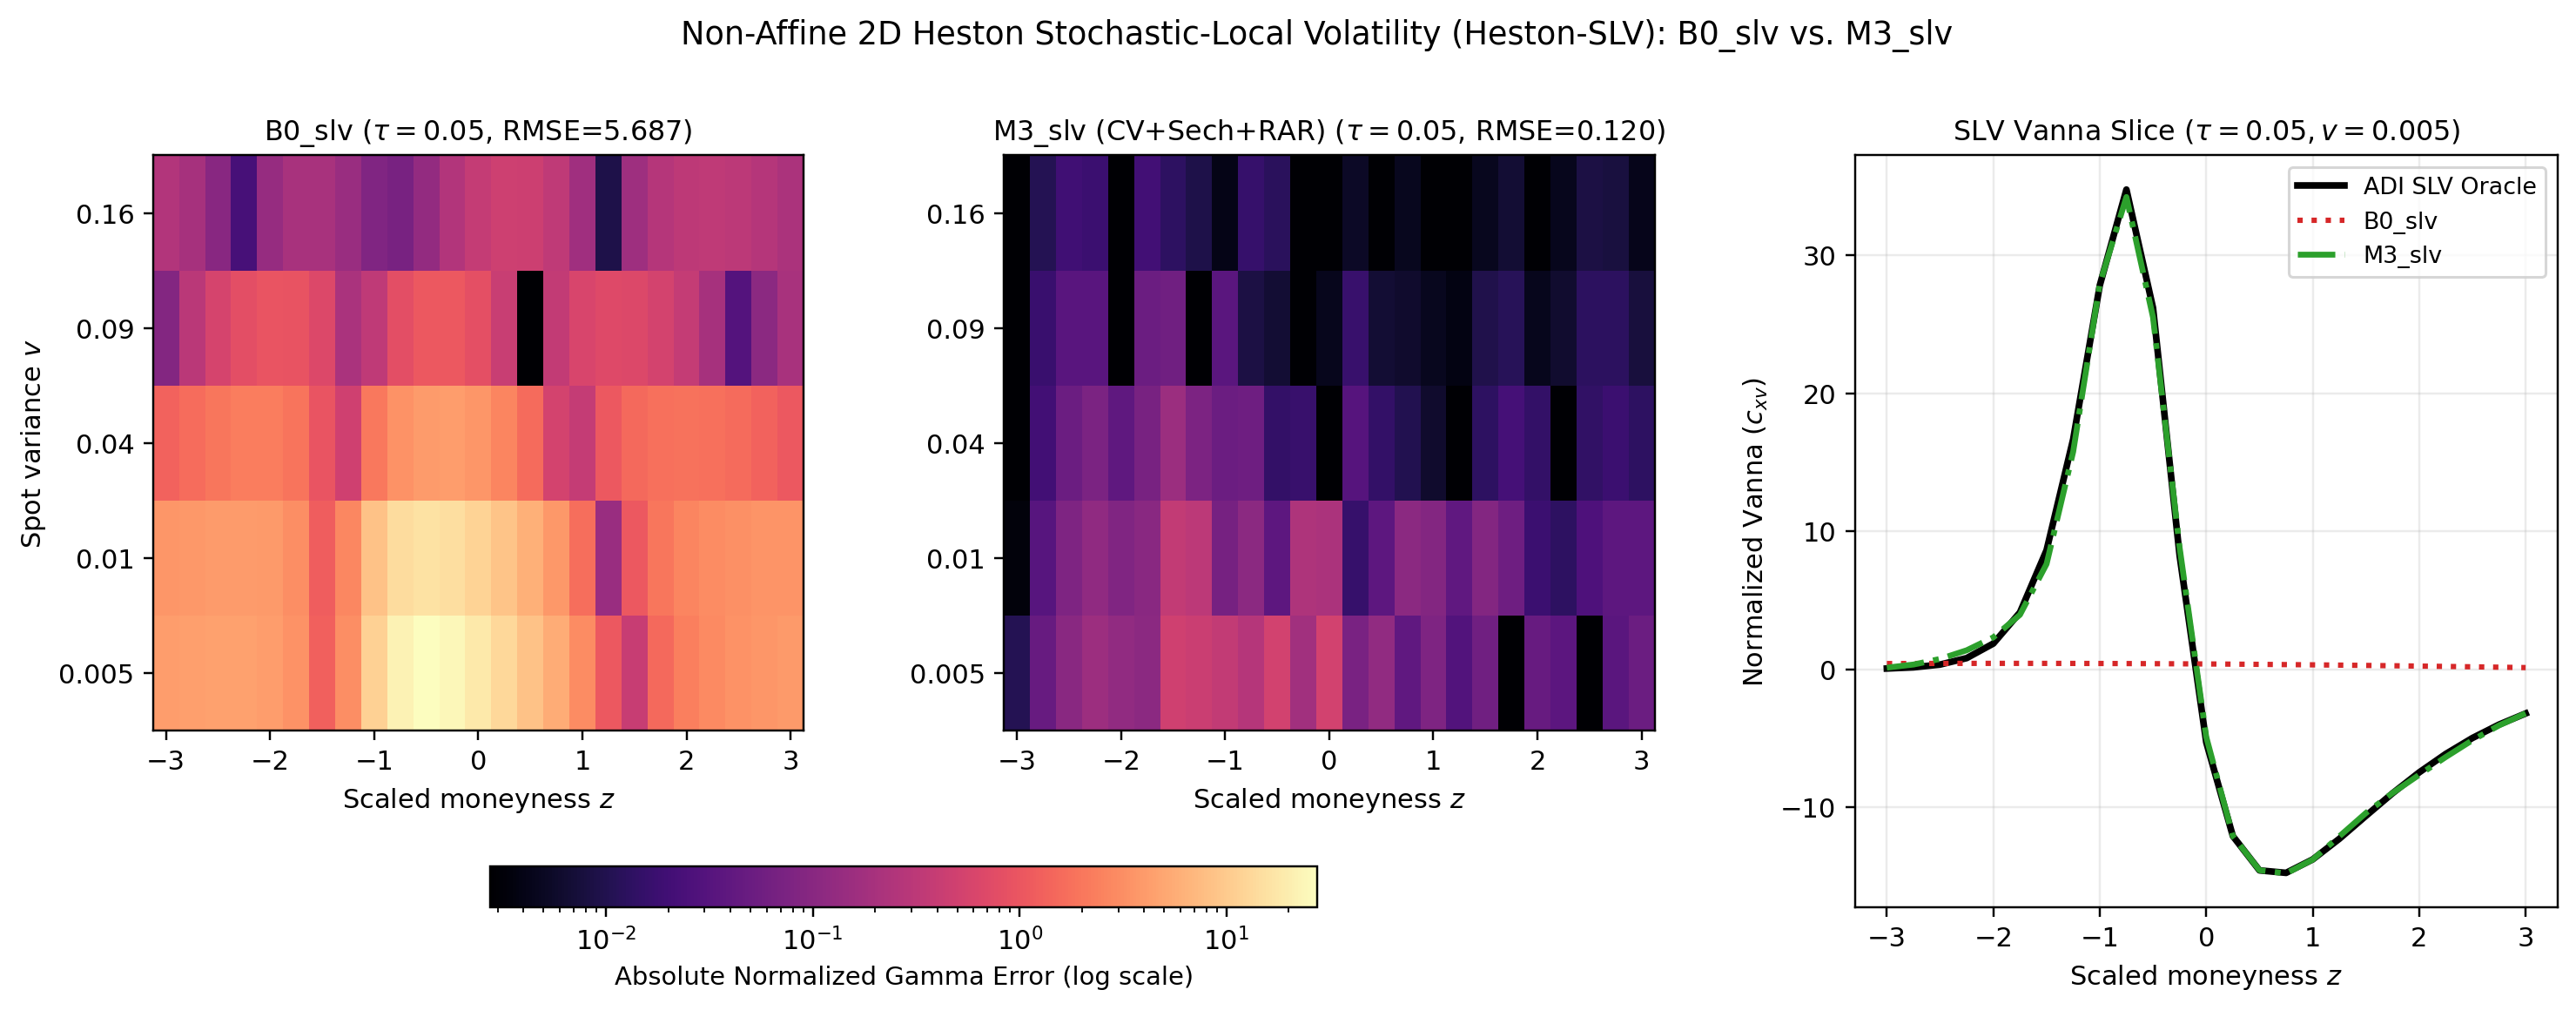 Non-Affine 2D Heston Stochastic-Local Volatility (Heston-SLV): B0_slv vs. M3_slv
B0_slv (τ = 0.05, RMSE=5.687)
Spot variance v
0.16
0.09
0.04
0.01
0.005
−3 −2 −1 0 1 2 3
Scaled moneyness z
M3_slv (CV+Sech+RAR) (τ = 0.05, RMSE=0.120)
0.16
0.09
0.04
0.01
0.005
−3 −2 −1 0 1 2 3
Scaled moneyness z
10⁻² 10⁻¹ 10⁰ 10¹
Absolute Normalized Gamma Error (log scale)
SLV Vanna Slice (τ = 0.05, v = 0.005)
ADI SLV Oracle
B0_slv
M3_slv
Normalized Vanna (cₓᵥ)
30
20
10
0
−10
−3 −2 −1 0 1 2 3
Scaled moneyness z